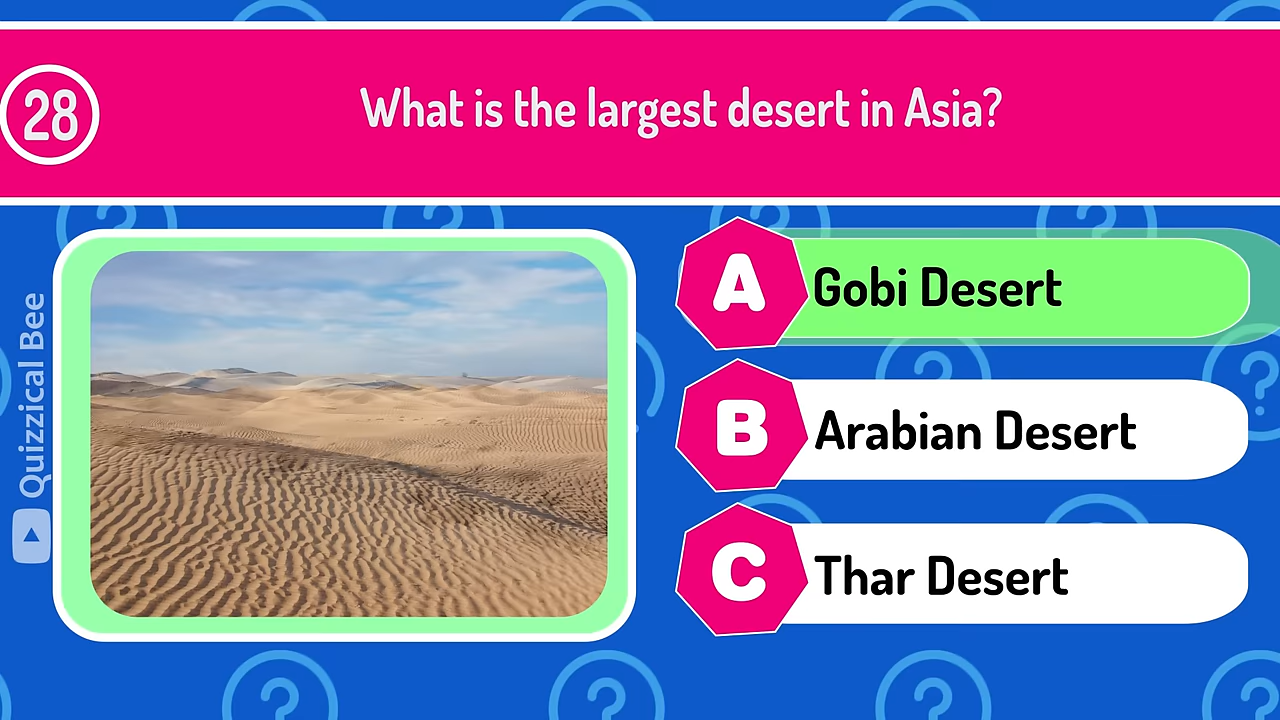 28
What is the largest desert in Asia?
Quizzical Bee
A Gobi Desert
B Arabian Desert
C Thar Desert